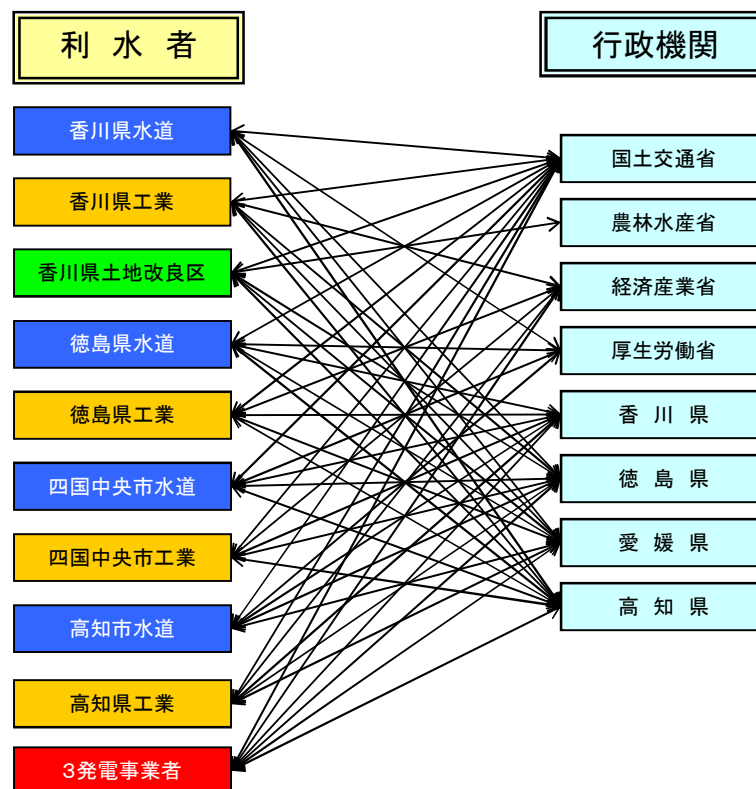 利水者
香川県水道
香川県工業
香川県土地改良区
徳島県水道
徳島県工業
四国中央市水道
四国中央市工業
高知市水道
高知県工業
3発電事業者
行政機関
国土交通省
農林水産省
経済産業省
厚生労働省
香川県
徳島県
愛媛県
高知県